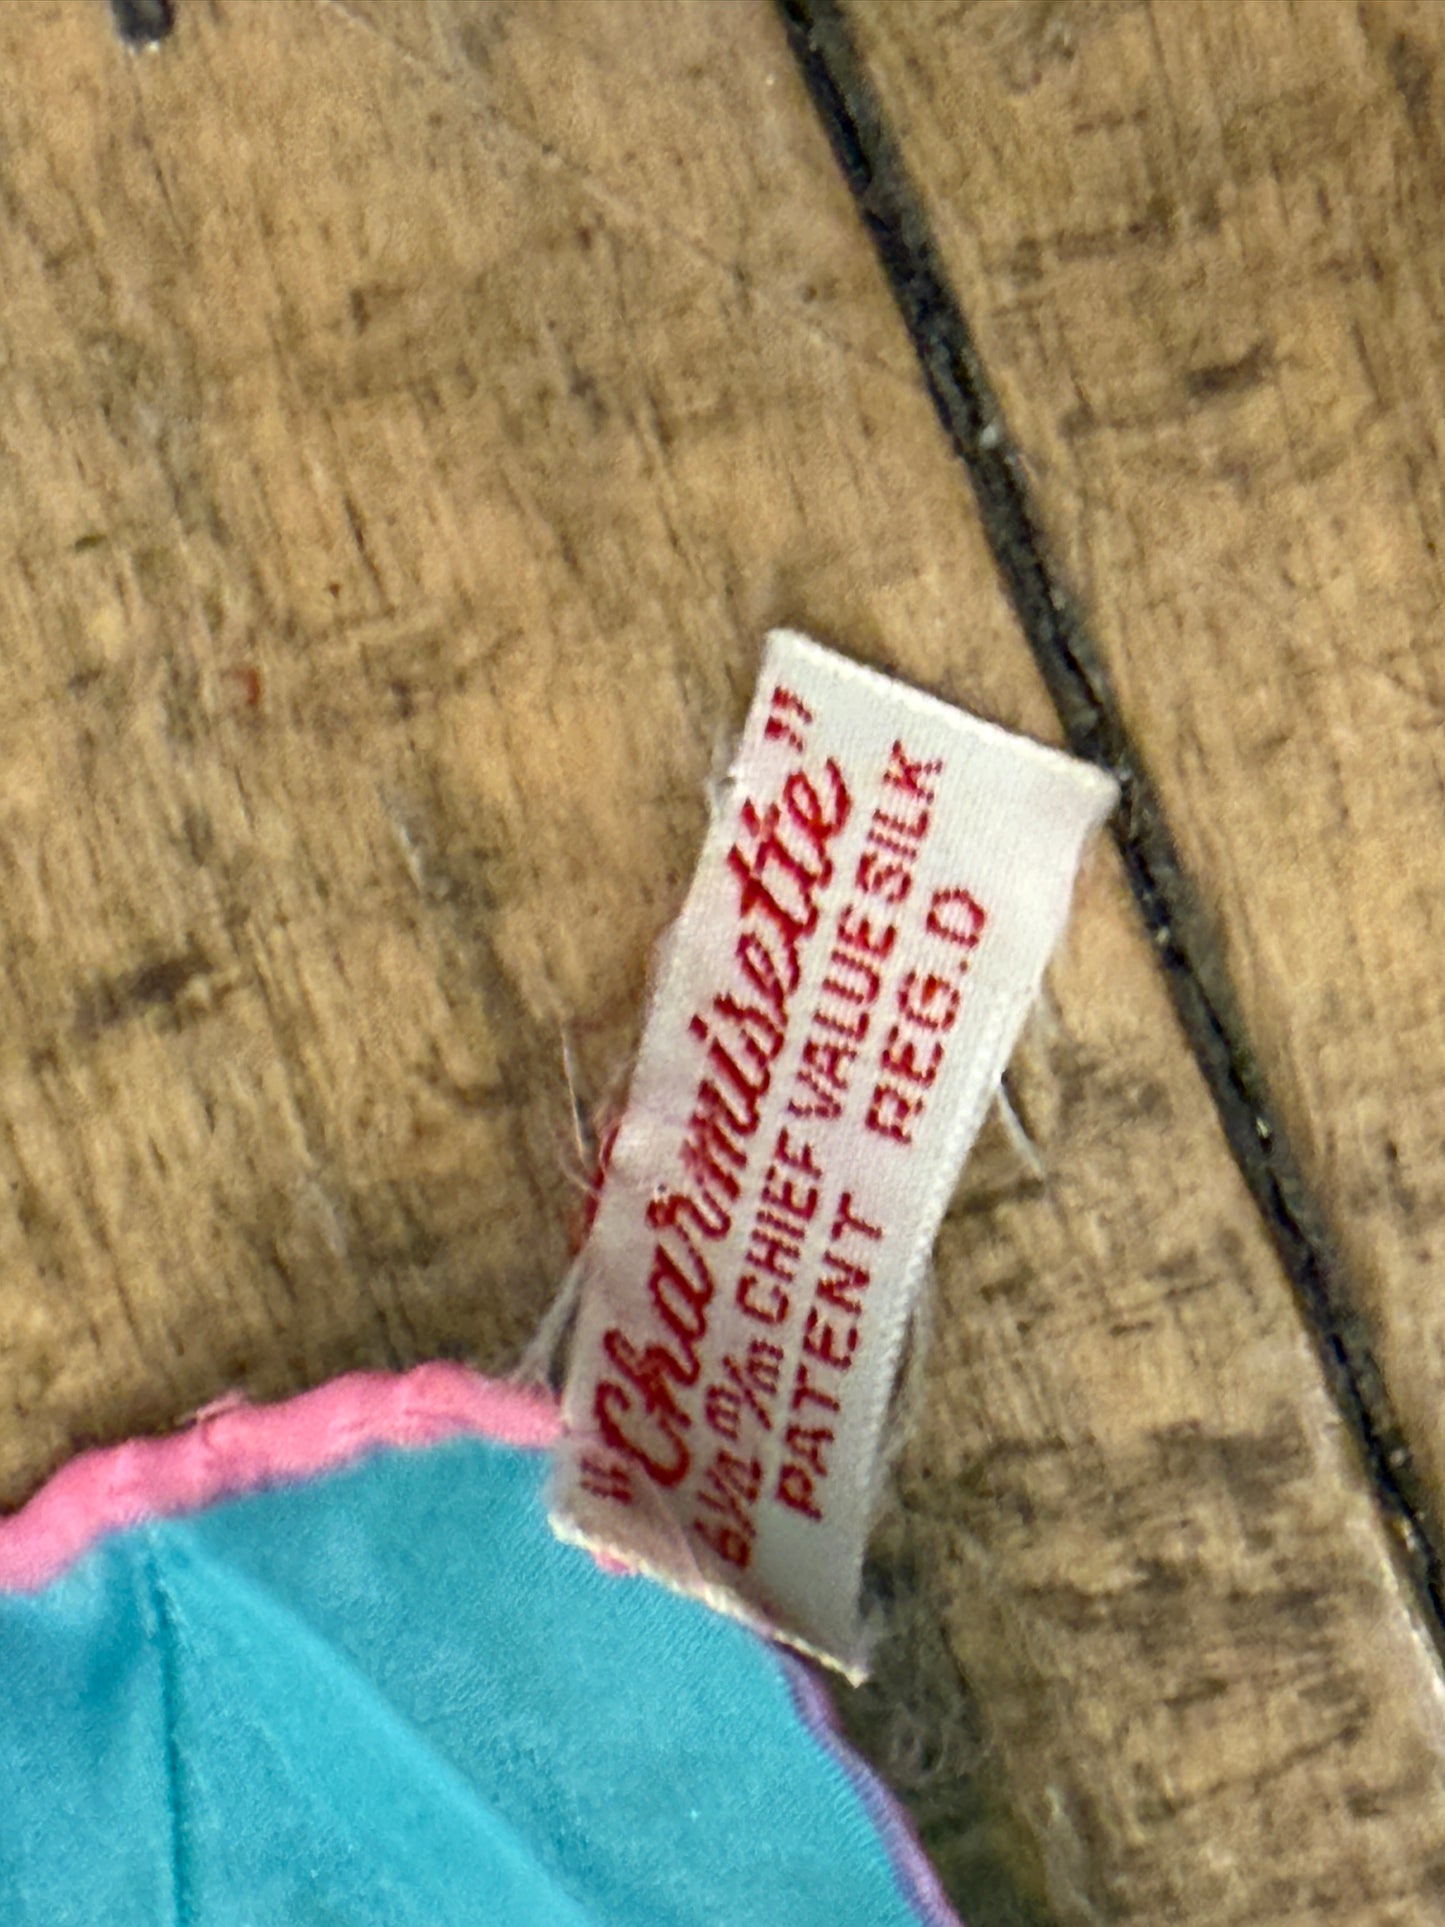 "Charmisette"
6½ m/m CHIEF VALUE SILK
PATENT REG.D